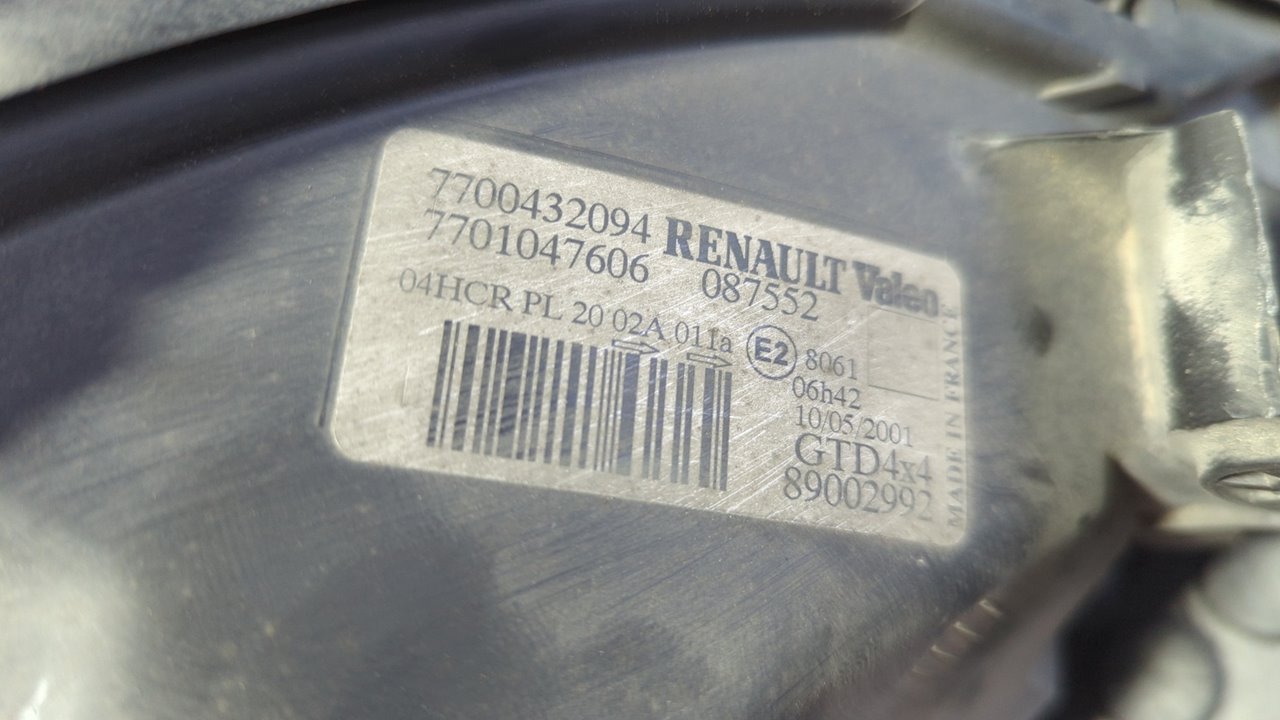 7700432094 RENAULT Valeo
7701047606 087552
04HCR PL 20 02A 011a E2 8061
06h42
10/05/2001
GTD4x4
89002992
MADE IN FRANCE